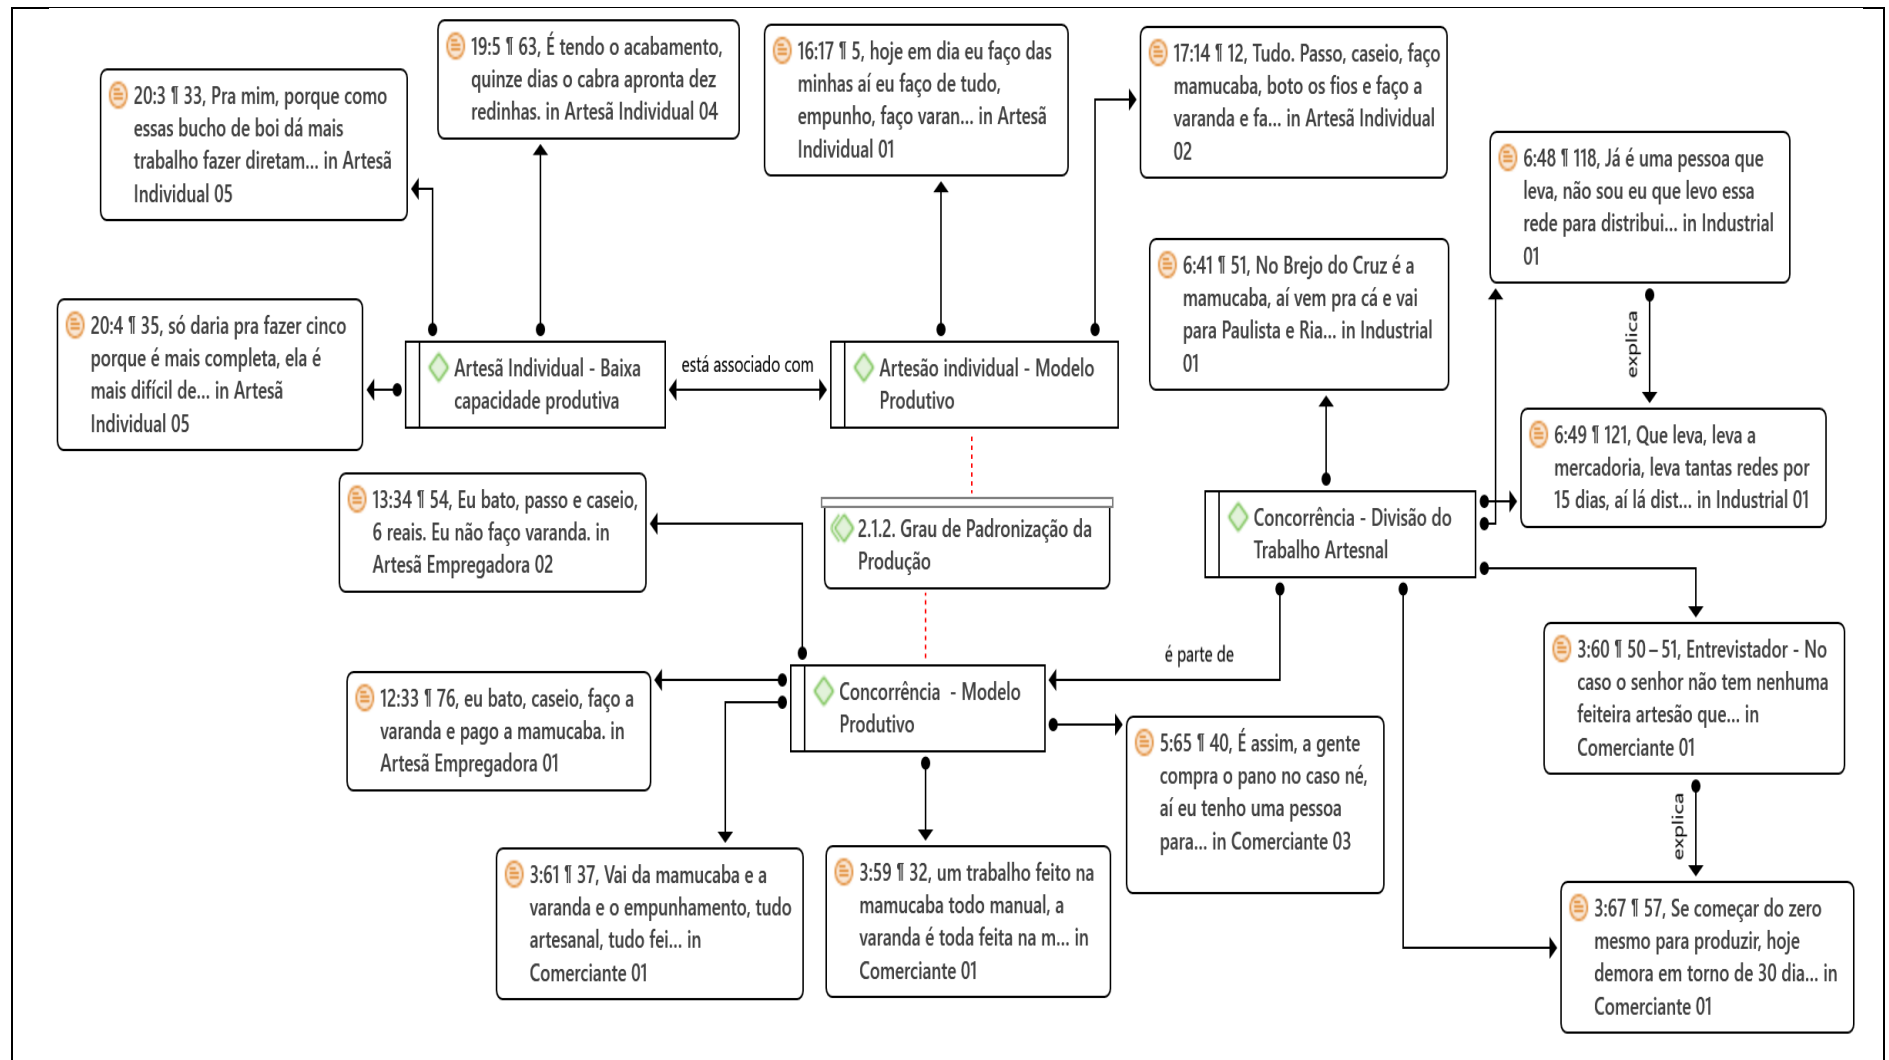 19:5 ¶ 63, É tendo o acabamento,
quinze dias o cabra apronta dez
redinhas. in Artesã Individual 04
16:17 ¶ 5, hoje em dia eu faço das
minhas aí eu faço de tudo,
empunho, faço varan... in Artesã
Individual 01
17:14 ¶ 12, Tudo. Passo, caseio, faço
mamucaba, boto os fios e faço a
varanda e fa... in Artesã Individual
02
20:3 ¶ 33, Pra mim, porque como
essas bucho de boi dá mais
trabalho fazer diretam... in Artesã
Individual 05
6:48 ¶ 118, Já é uma pessoa que
leva, não sou eu que levo essa
rede para distribui... in Industrial
01
6:41 ¶ 51, No Brejo do Cruz é a
mamucaba, aí vem pra cá e vai
para Paulista e Ria... in Industrial
01
20:4 ¶ 35, só daria pra fazer cinco
porque é mais completa, ela é
mais difícil de... in Artesã
Individual 05
Artesã Individual - Baixa
capacidade produtiva
está associado com
Artesão individual - Modelo
Produtivo
explica
6:49 ¶ 121, Que leva, leva a
mercadoria, leva tantas redes por
15 dias, aí lá dist... in Industrial 01
13:34 ¶ 54, Eu bato, passo e caseio,
6 reais. Eu não faço varanda. in
Artesã Empregadora 02
2.1.2. Grau de Padronização da
Produção
Concorrência - Divisão do
Trabalho Artesnal
3:60 ¶ 50 – 51, Entrevistador - No
caso o senhor não tem nenhuma
feiteira artesão que... in
Comerciante 01
é parte de
12:33 ¶ 76, eu bato, caseio, faço a
varanda e pago a mamucaba. in
Artesã Empregadora 01
Concorrência - Modelo
Produtivo
5:65 ¶ 40, É assim, a gente
compra o pano no caso né,
aí eu tenho uma pessoa
para... in Comerciante 03
explica
3:61 ¶ 37, Vai da mamucaba e a
varanda e o empunhamento, tudo
artesanal, tudo fei... in
Comerciante 01
3:59 ¶ 32, um trabalho feito na
mamucaba todo manual, a
varanda é toda feita na m... in
Comerciante 01
3:67 ¶ 57, Se começar do zero
mesmo para produzir, hoje
demora em torno de 30 dia... in
Comerciante 01